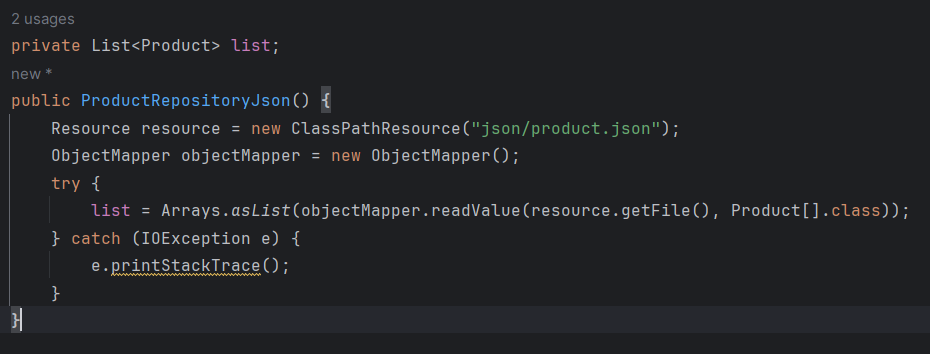 2 usages
private List<Product> list;
new *
public ProductRepositoryJson() {
    Resource resource = new ClassPathResource("json/product.json");
    ObjectMapper objectMapper = new ObjectMapper();
    try {
        list = Arrays.asList(objectMapper.readValue(resource.getFile(), Product[].class));
    } catch (IOException e) {
        e.printStackTrace();
    }
}